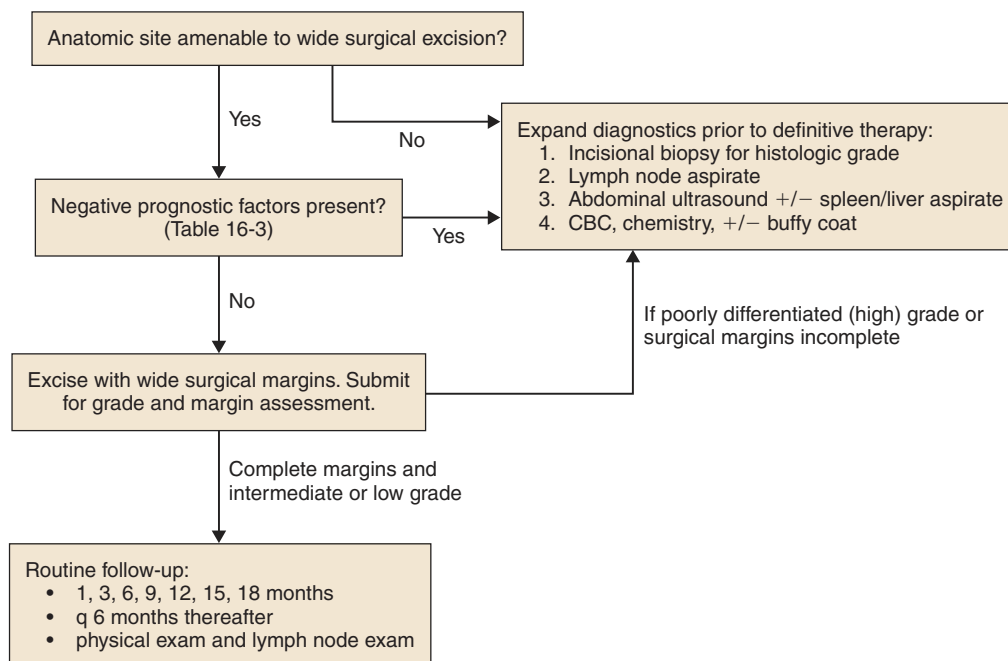 Anatomic site amenable to wide surgical excision?
Yes
No
Expand diagnostics prior to definitive therapy:
1. Incisional biopsy for histologic grade
2. Lymph node aspirate
3. Abdominal ultrasound +/− spleen/liver aspirate
4. CBC, chemistry, +/− buffy coat
Negative prognostic factors present?
(Table 16-3)
Yes
No
If poorly differentiated (high) grade or
surgical margins incomplete
Excise with wide surgical margins. Submit
for grade and margin assessment.
Complete margins and
intermediate or low grade
Routine follow-up:
• 1, 3, 6, 9, 12, 15, 18 months
• q 6 months thereafter
• physical exam and lymph node exam